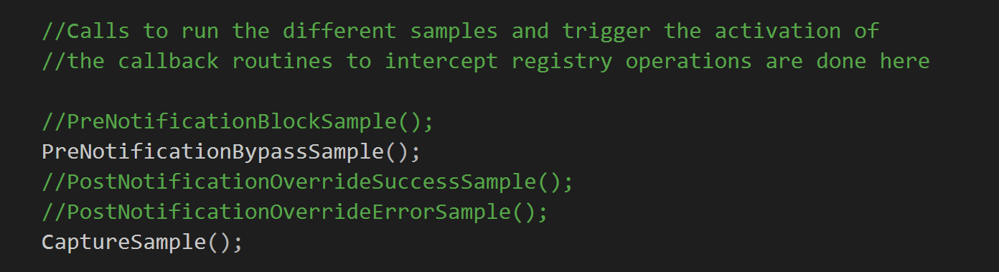 //Calls to run the different samples and trigger the activation of
//the callback routines to intercept registry operations are done here
//PreNotificationBlockSample();
PreNotificationBypassSample();
//PostNotificationOverrideSuccessSample();
//PostNotificationOverrideErrorSample();
CaptureSample();